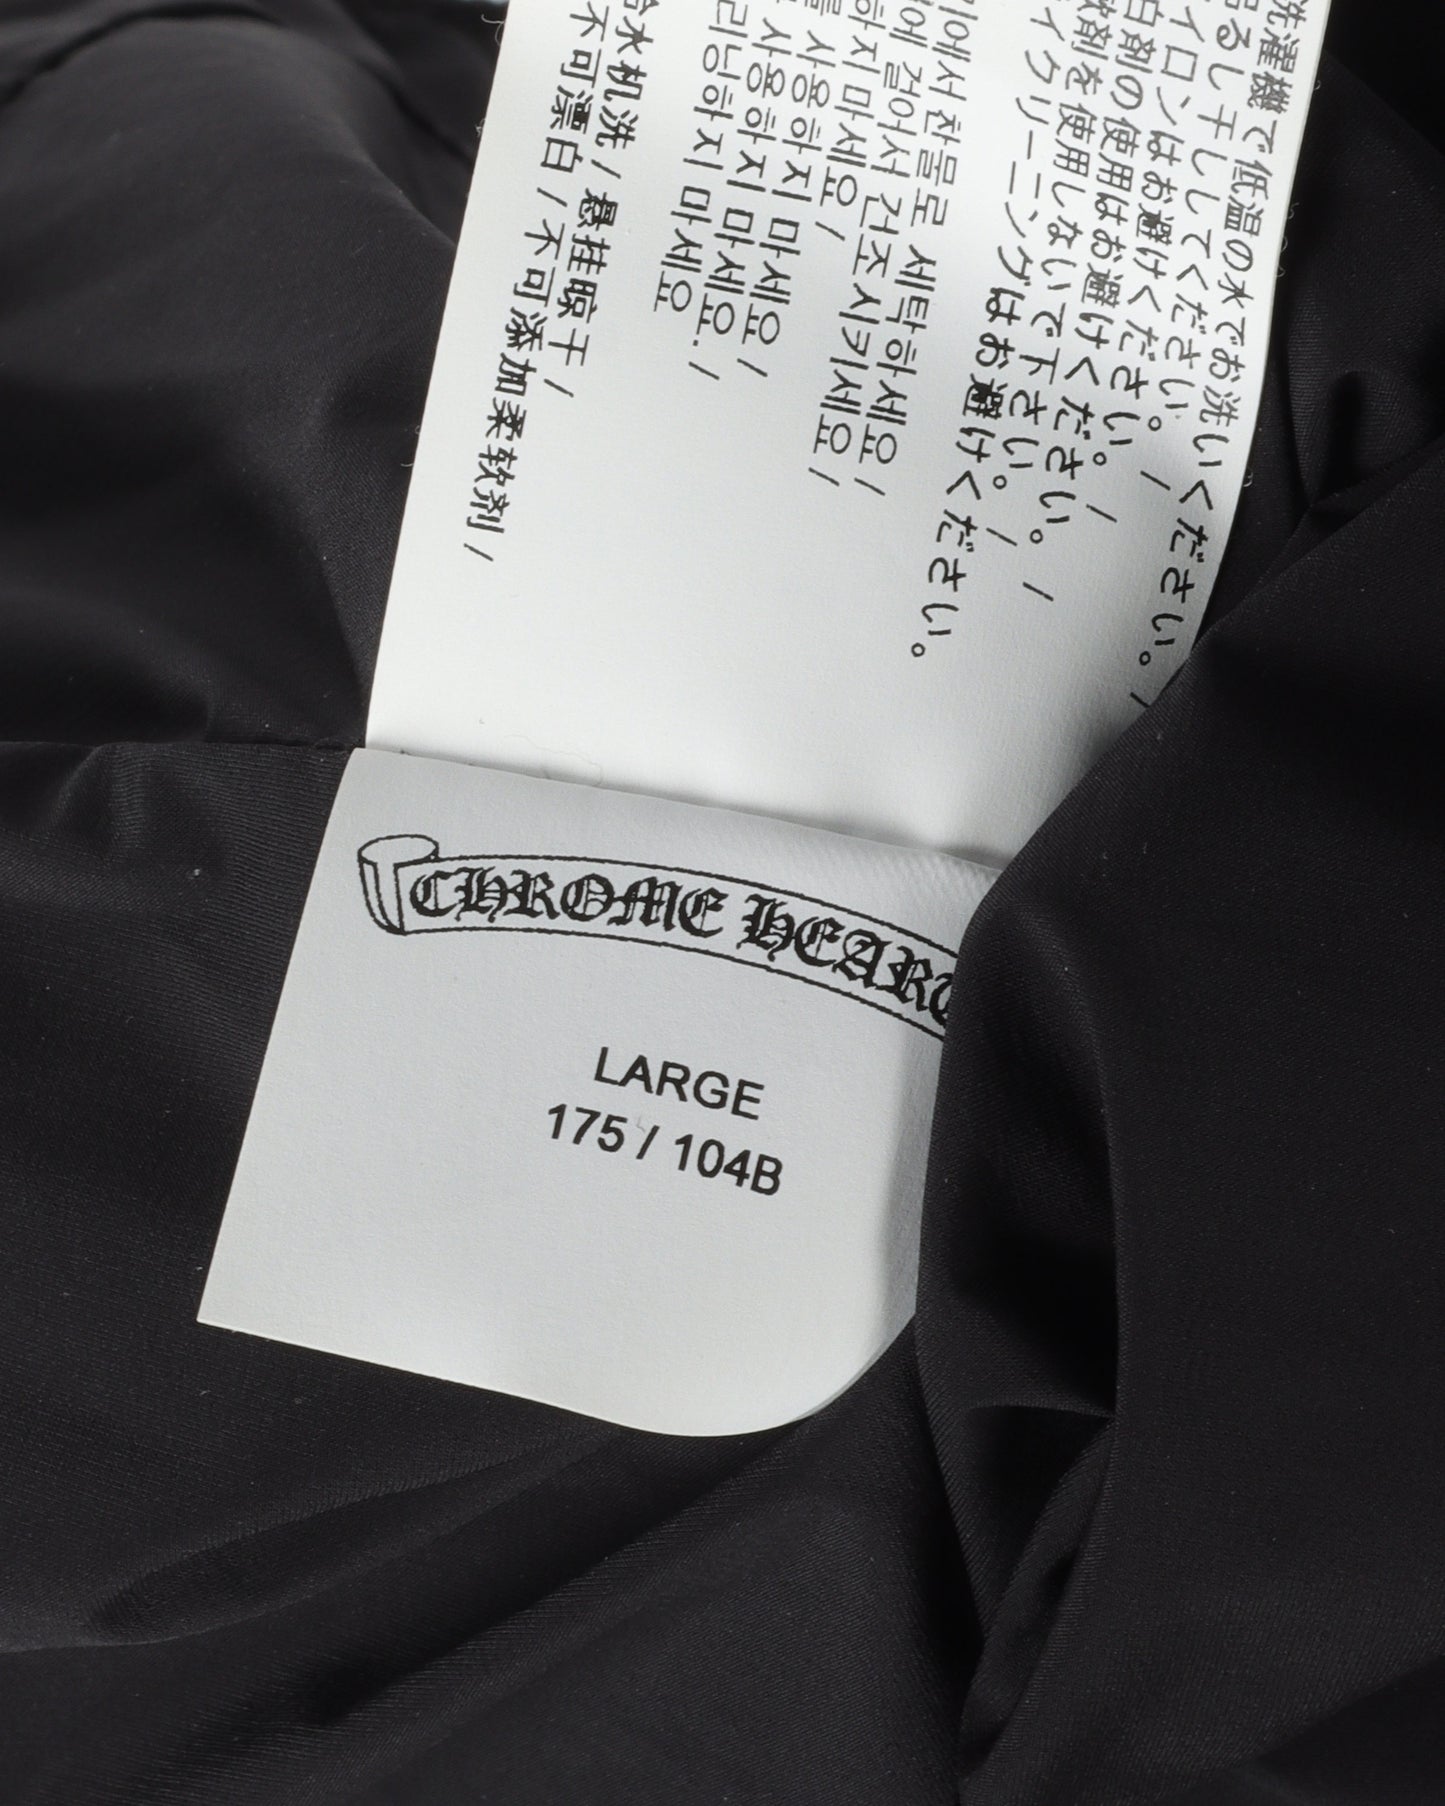 洗濯機で低温の水でお洗いください。 /
吊るし干ししてください。 /
アイロンはお避けください。 /
白剤の使用はお避けください。 /
軟剤を使用しないで下さい。 /
イクリーニングはお避けください。
기에서 찬물로 세탁하세요 /
에 걸어서 건조시키세요 /
하지 마세요 /
를 사용하지 마세요 /
사용하지 마세요. /
리닝하지 마세요
冷水机洗 / 悬挂晾干 /
不可漂白 / 不可添加柔软剂 /
CHROME HEART
LARGE
175 / 104B